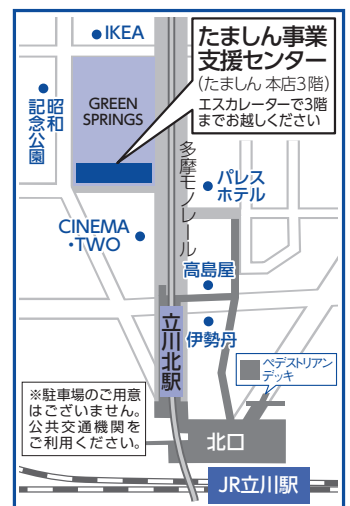 IKEA
たましん事業
支援センター
(たましん 本店3階)
エスカレーターで3階
までお越しください
GREEN
SPRINGS
昭和
記念公園
多摩モノレール
パレス
ホテル
CINEMA
・TWO
高島屋
立川北駅
伊勢丹
ペデストリアン
デッキ
※駐車場のご用意
はございません。
公共交通機関を
ご利用ください。
北口
JR立川駅